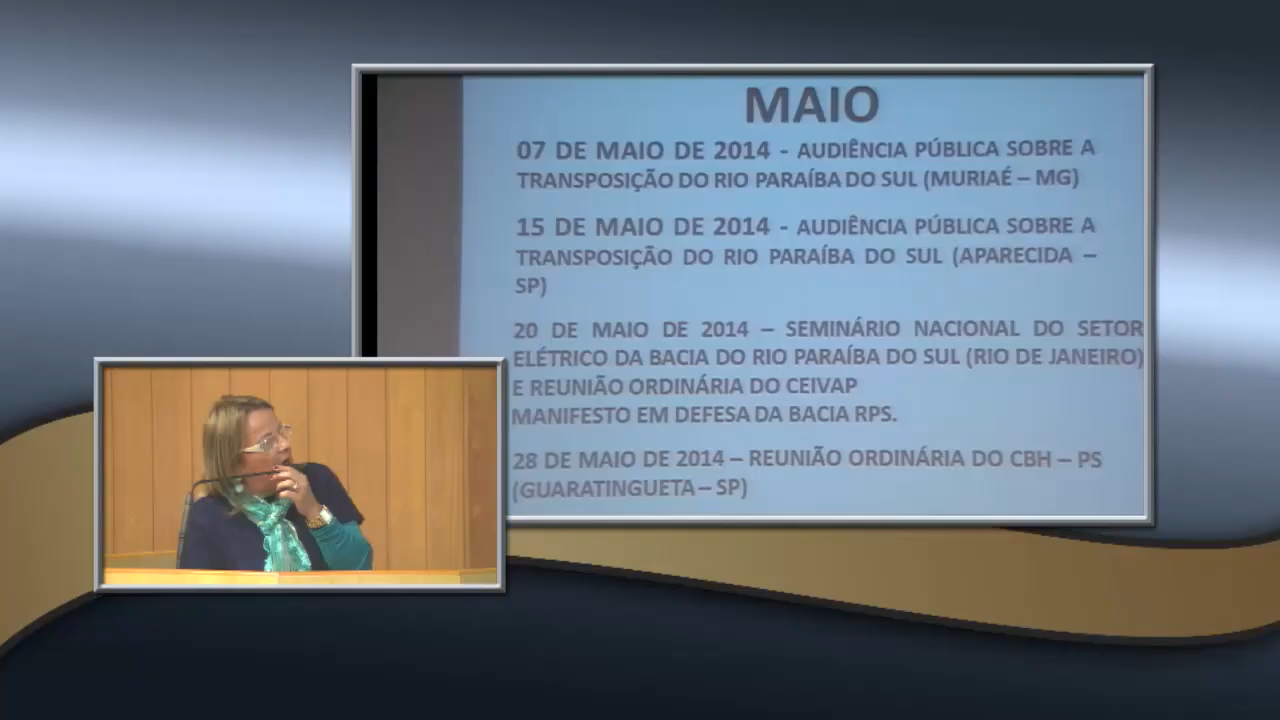 MAIO
07 DE MAIO DE 2014 - AUDIÊNCIA PÚBLICA SOBRE A
TRANSPOSIÇÃO DO RIO PARAÍBA DO SUL (MURIAÉ – MG)
15 DE MAIO DE 2014 - AUDIÊNCIA PÚBLICA SOBRE A
TRANSPOSIÇÃO DO RIO PARAÍBA DO SUL (APARECIDA –
SP)
20 DE MAIO DE 2014 – SEMINÁRIO NACIONAL DO SETOR
ELÉTRICO DA BACIA DO RIO PARAÍBA DO SUL (RIO DE JANEIRO)
E REUNIÃO ORDINÁRIA DO CEIVAP
MANIFESTO EM DEFESA DA BACIA RPS.
28 DE MAIO DE 2014 – REUNIÃO ORDINÁRIA DO CBH – PS
(GUARATINGUETA – SP)